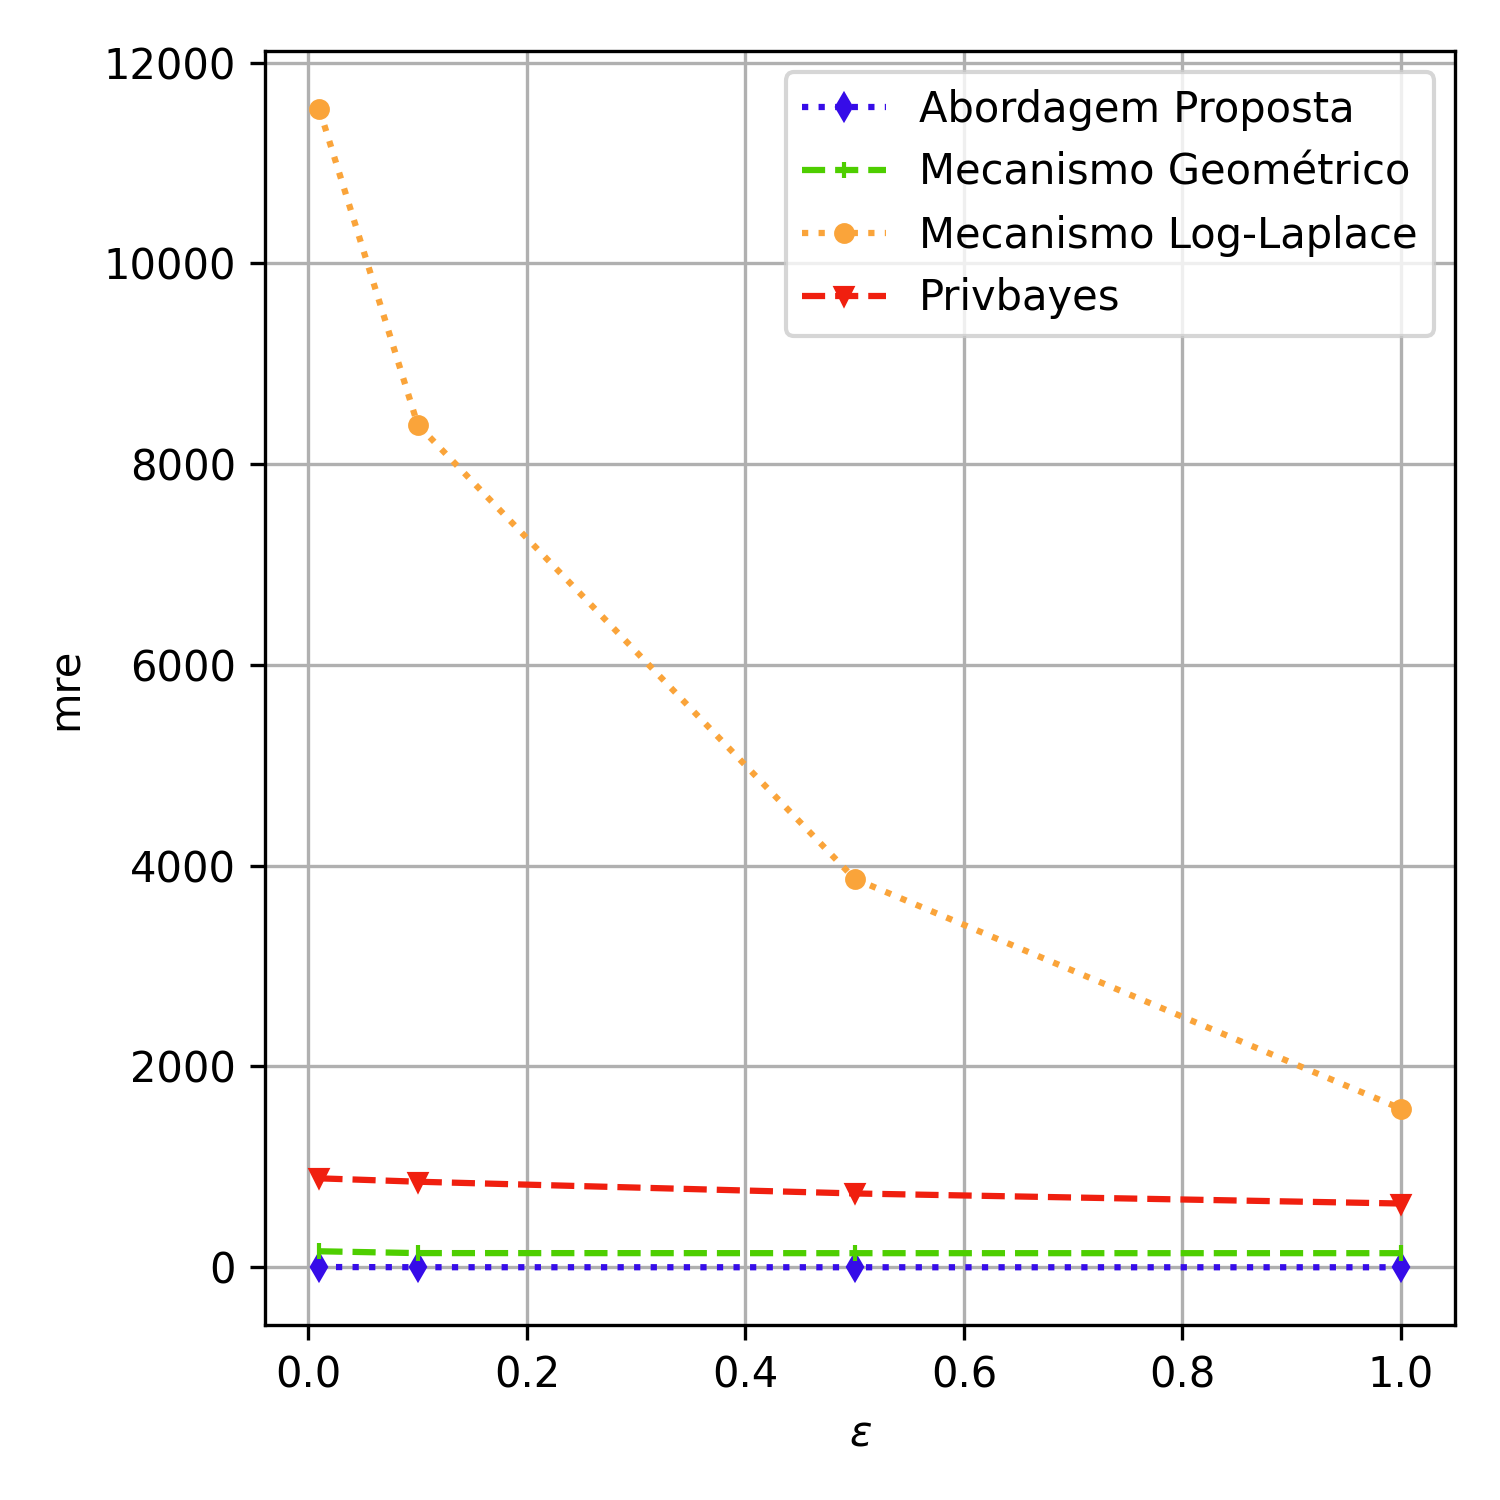 12000
10000
8000
6000
4000
2000
0
mre
Abordagem Proposta
Mecanismo Geométrico
Mecanismo Log-Laplace
Privbayes
0.0 0.2 0.4 0.6 0.8 1.0
ε